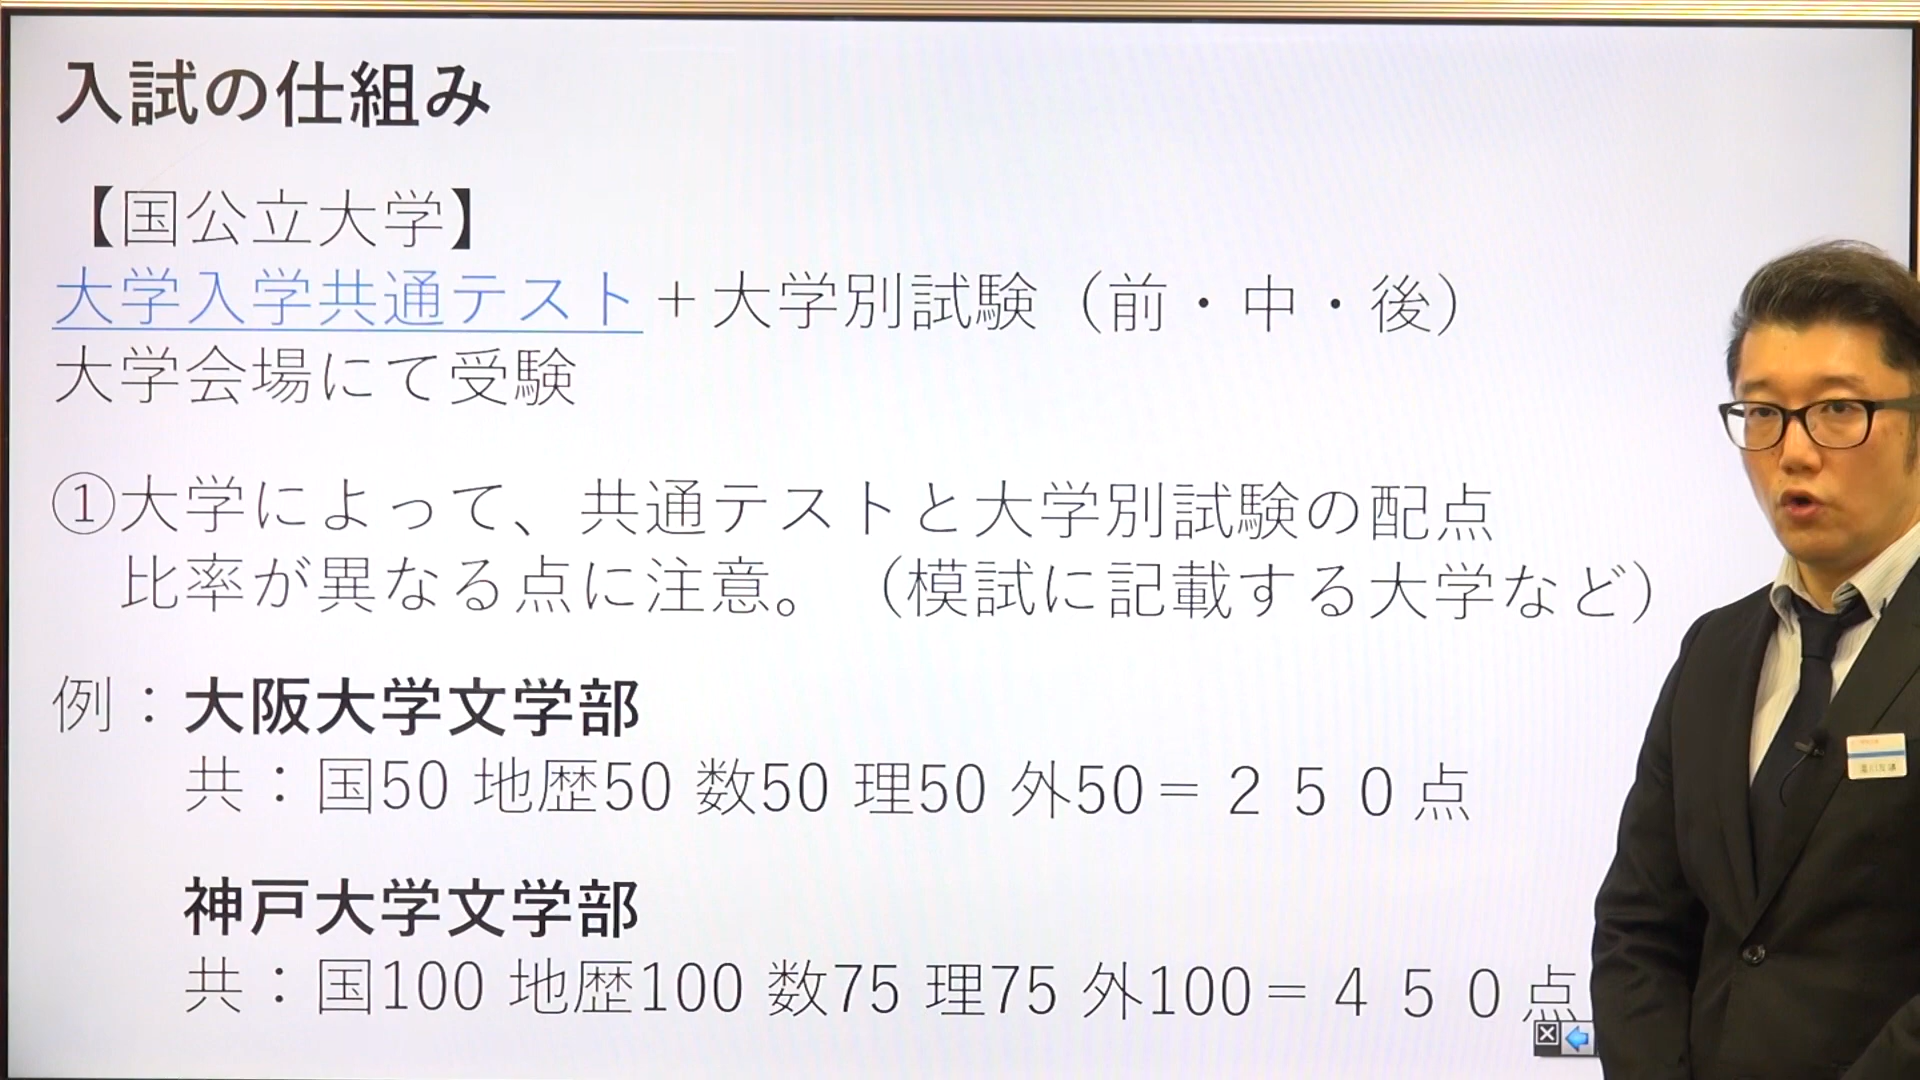 入試の仕組み
【国公立大学】
大学入学共通テスト＋大学別試験（前・中・後）
大学会場にて受験
①大学によって、共通テストと大学別試験の配点
比率が異なる点に注意。（模試に記載する大学など）
例：大阪大学文学部
共：国50 地歴50 数50 理50 外50＝２５０点
神戸大学文学部
共：国100 地歴100 数75 理75 外100＝４５０点